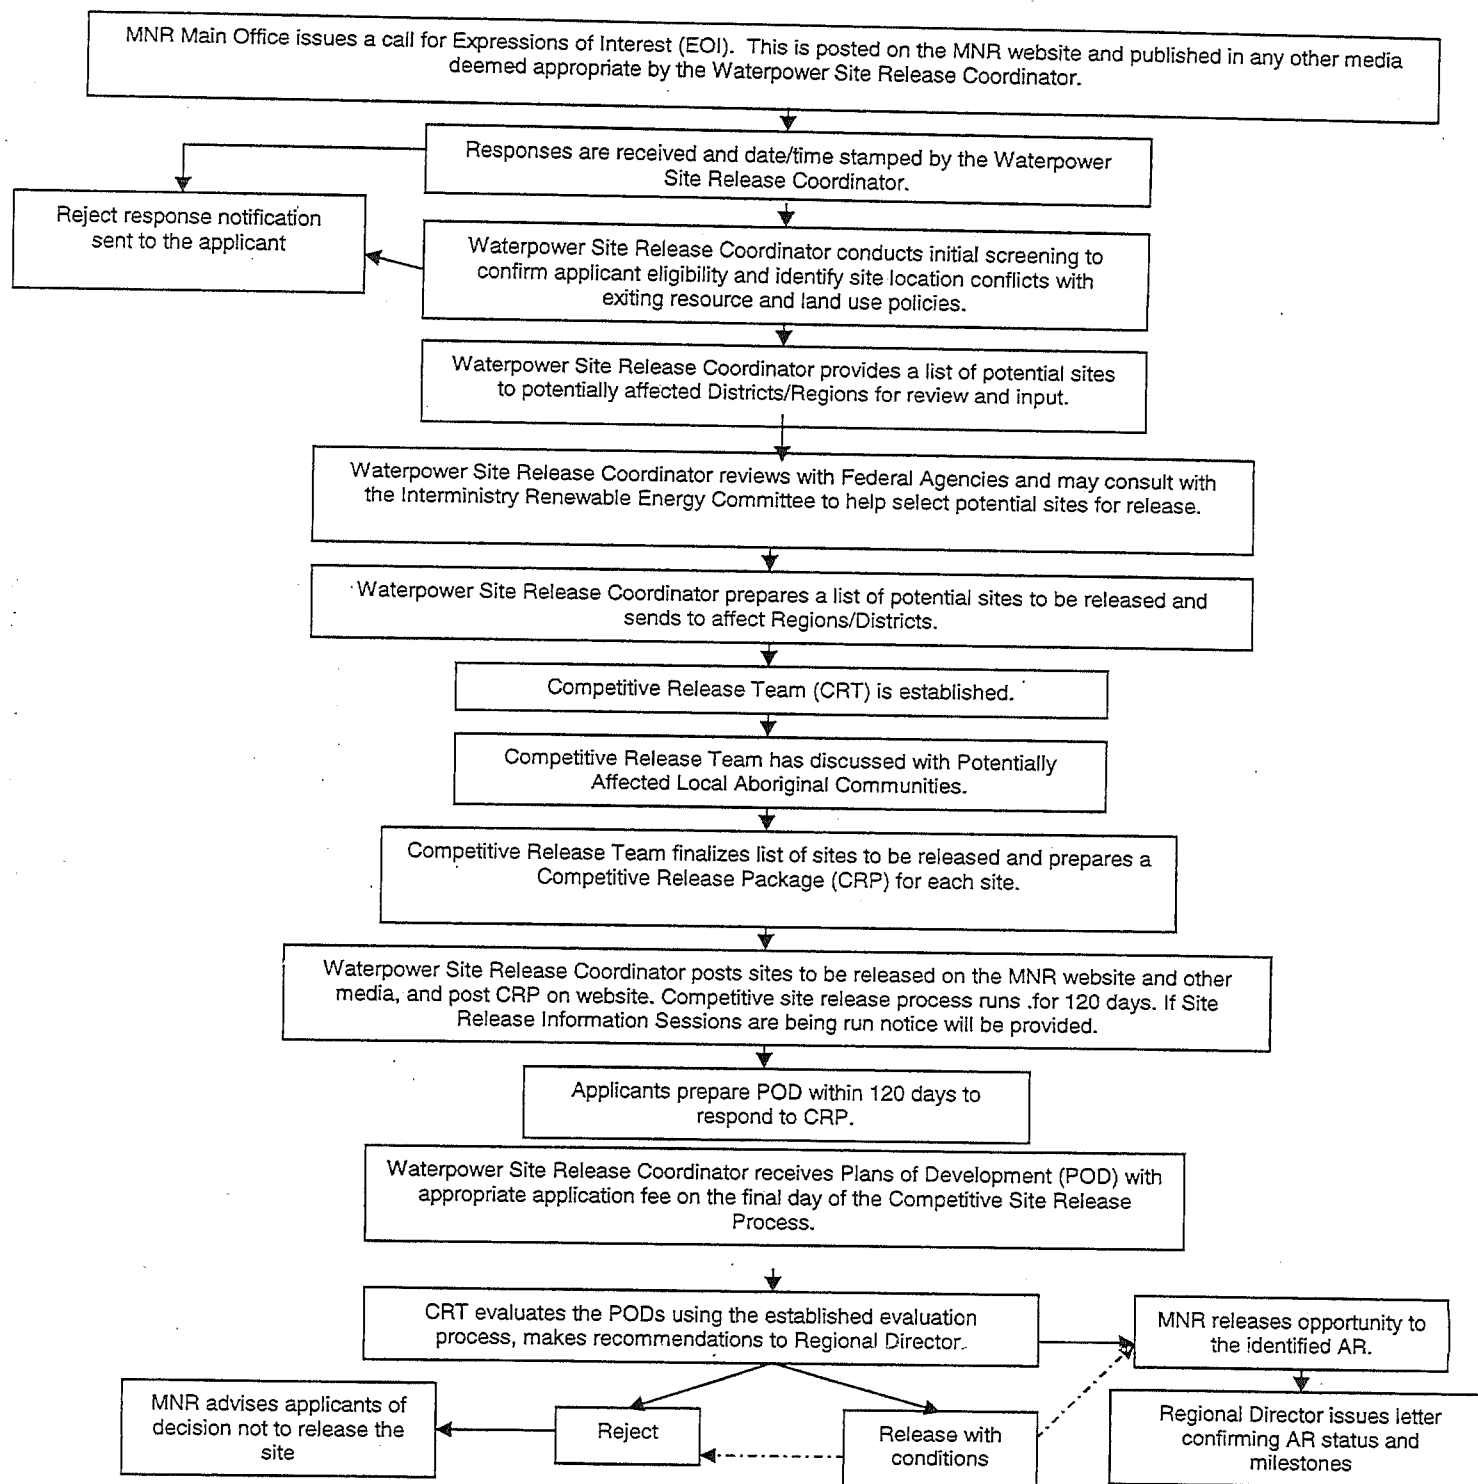 MNR Main Office issues a call for Expressions of Interest (EOI). This is posted on the MNR website and published in any other media
deemed appropriate by the Waterpower Site Release Coordinator.
Responses are received and date/time stamped by the Waterpower
Site Release Coordinator.
Reject response notification
sent to the applicant
Waterpower Site Release Coordinator conducts initial screening to
confirm applicant eligibility and identify site location conflicts with
exiting resource and land use policies.
Waterpower Site Release Coordinator provides a list of potential sites
to potentially affected Districts/Regions for review and input.
Waterpower Site Release Coordinator reviews with Federal Agencies and may consult with
the Interministry Renewable Energy Committee to help select potential sites for release.
Waterpower Site Release Coordinator prepares a list of potential sites to be released and
sends to affect Regions/Districts.
Competitive Release Team (CRT) is established.
Competitive Release Team has discussed with Potentially
Affected Local Aboriginal Communities.
Competitive Release Team finalizes list of sites to be released and prepares a
Competitive Release Package (CRP) for each site.
Waterpower Site Release Coordinator posts sites to be released on the MNR website and other
media, and post CRP on website. Competitive site release process runs .for 120 days. If Site
Release Information Sessions are being run notice will be provided.
Applicants prepare POD within 120 days to
respond to CRP.
Waterpower Site Release Coordinator receives Plans of Development (POD) with
appropriate application fee on the final day of the Competitive Site Release
Process.
CRT evaluates the PODs using the established evaluation
process, makes recommendations to Regional Director.
MNR releases opportunity to
the identified AR.
MNR advises applicants of
decision not to release the
site
Reject
Release with
conditions
Regional Director issues letter
confirming AR status and
milestones